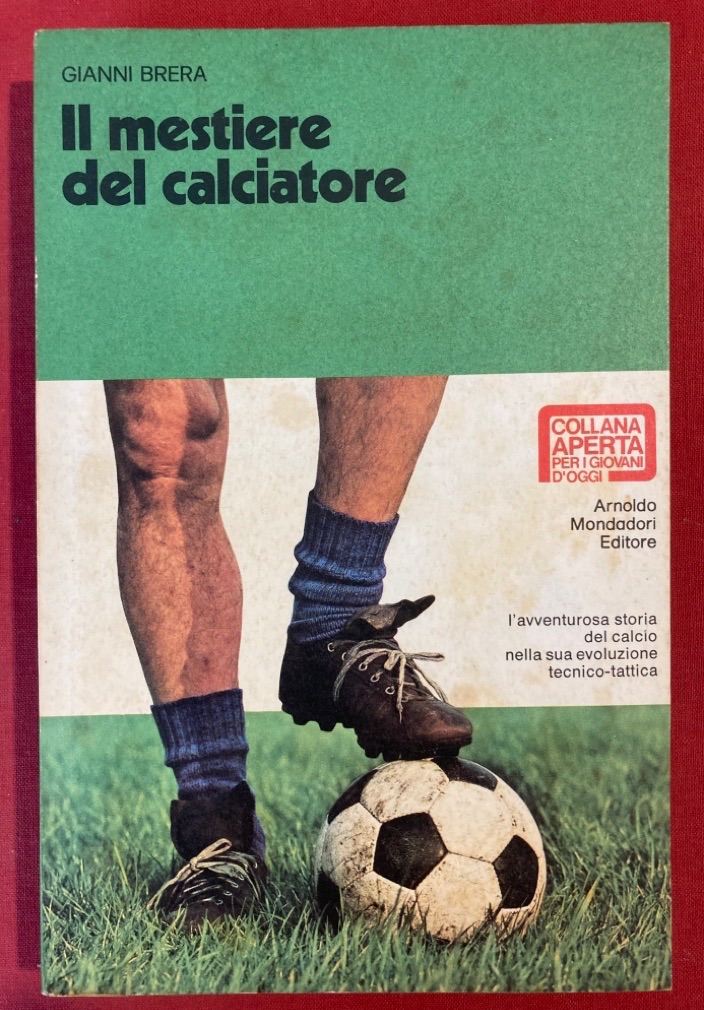 GIANNI BRERA
Il mestiere
del calciatore
COLLANA
APERTA
PER I GIOVANI
D'OGGI
Arnoldo
Mondadori
Editore
l'avventurosa storia
del calcio
nella sua evoluzione
tecnico-tattica